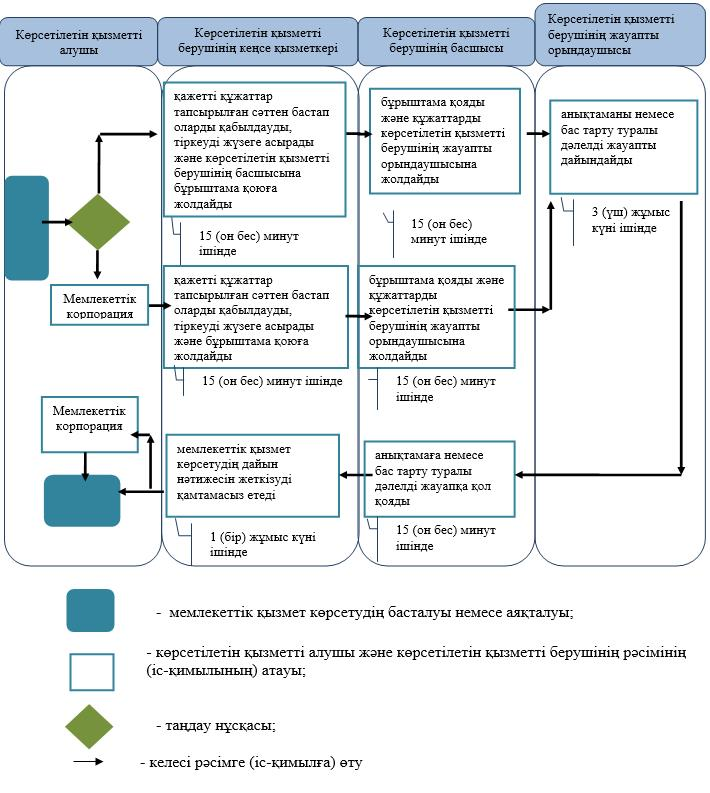 Көрсетілетін қызметті
алушы
Көрсетілетін қызметті
берушінің кеңсе қызметкері
Көрсетілетін қызметті
берушінің басшысы
Көрсетілетін қызметті
берушінің жауапты
орындаушысы
қажетті құжаттар
тапсырылған сәттен бастап
оларды қабылдауды,
тіркеуді жүзеге асырады
және көрсетілетін қызметті
берушінің басшысына
бұрыштама қоюға
жолдайды
15 (он бес) минут
ішінде
бұрыштама қояды
және құжаттарды
көрсетілетін қызметті
берушінің жауапты
орындаушысына
жолдайды
15 (он бес)
минут ішінде
анықтаманы немесе
бас тарту туралы
дәлелді жауапты
дайындайды
3 (үш) жұмыс
күні ішінде
Мемлекеттік
корпорация
қажетті құжаттар
тапсырылған сәттен бастап
оларды қабылдауды,
тіркеуді жүзеге асырады
және бұрыштама қоюға
жолдайды
15 (он бес) минут ішінде
бұрыштама қояды және
құжаттарды
көрсетілетін қызметті
берушінің жауапты
орындаушысына
жолдайды
15 (он бес) минут
ішінде
Мемлекеттік
корпорация
мемлекеттік қызмет
көрсетудің дайын
нәтижесін жеткізуді
қамтамасыз етеді
1 (бір) жұмыс күні
ішінде
анықтамаға немесе
бас тарту туралы
дәлелді жауапқа қол
қояды
15 (он бес) минут
ішінде
- мемлекеттік қызмет көрсетудің басталуы немесе аяқталуы;
- көрсетілетін қызметті алушы және көрсетілетін қызметті берушінің рәсімінің
(іс-қимылының) атауы;
- таңдау нұсқасы;
- келесі рәсімге (іс-қимылға) өту